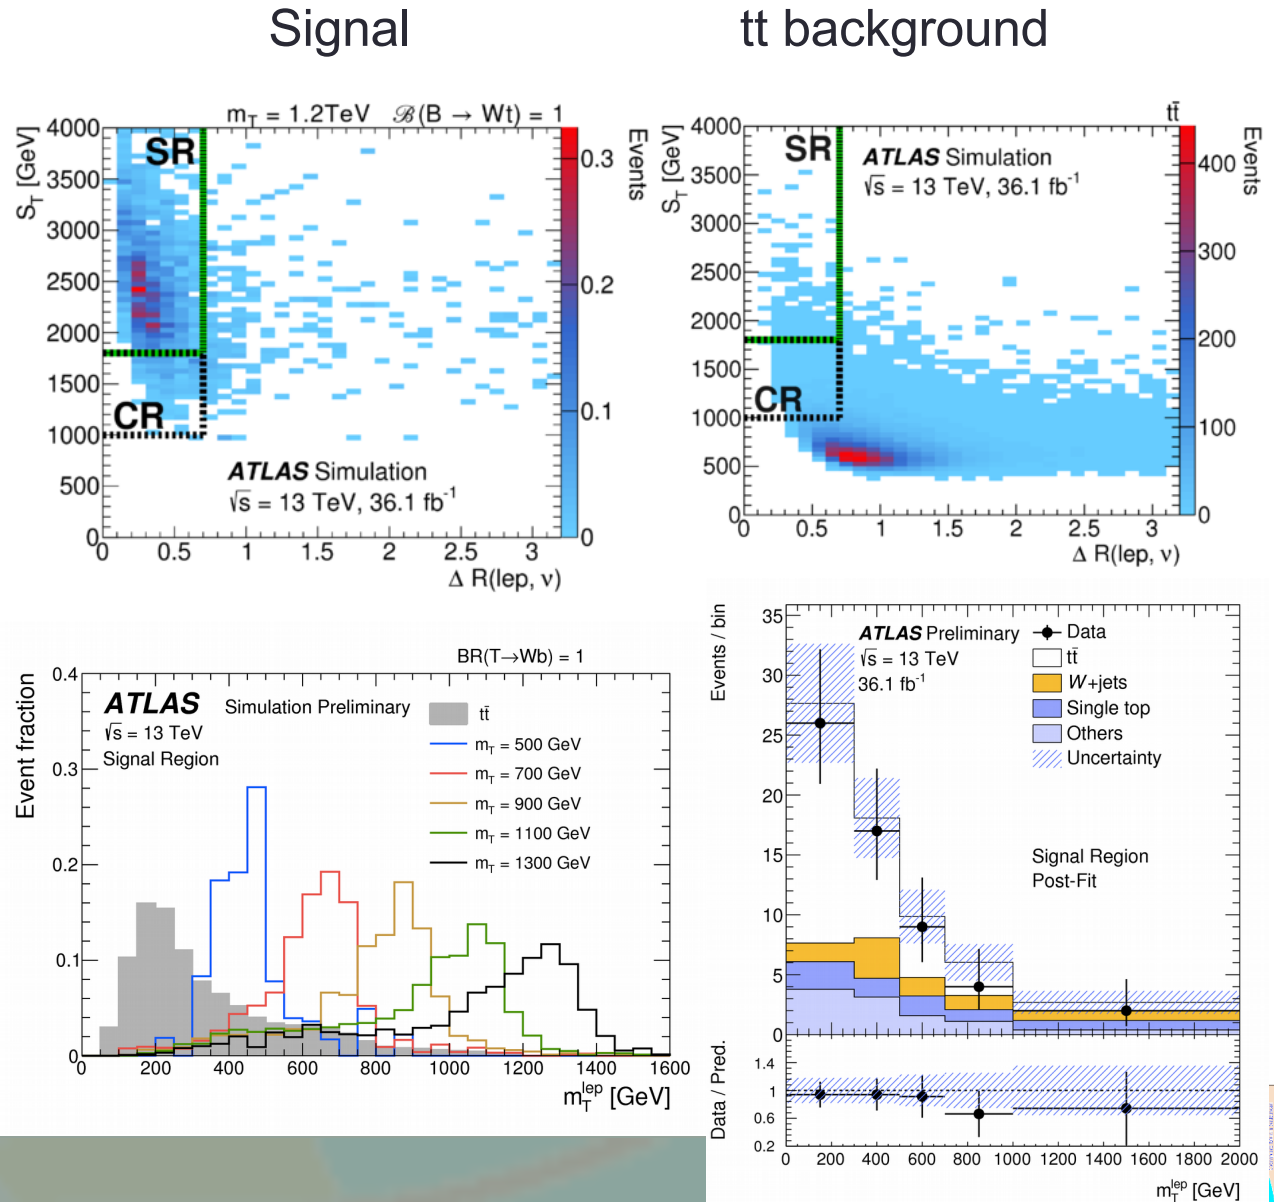 Signal
tt background
m_T = 1.2TeV ℬ(B → Wt) = 1
S_T [GeV]
4000
3500
3000
2500
2000
1500
1000
500
0
SR
CR
ATLAS Simulation
√s = 13 TeV, 36.1 fb⁻¹
0 0.5 1 1.5 2 2.5 3
Δ R(lep, ν)
Events
0.3
0.2
0.1
0
tt̄
S_T [GeV]
4000
3500
3000
2500
2000
1500
1000
500
0
SR
CR
ATLAS Simulation
√s = 13 TeV, 36.1 fb⁻¹
0 0.5 1 1.5 2 2.5 3
Δ R(lep, ν)
Events
400
300
200
100
0
BR(T→Wb) = 1
Event fraction
0.4
0.3
0.2
0.1
0
ATLAS Simulation Preliminary
√s = 13 TeV
Signal Region
tt̄
m_T = 500 GeV
m_T = 700 GeV
m_T = 900 GeV
m_T = 1100 GeV
m_T = 1300 GeV
0 200 400 600 800 1000 1200 1400 1600
m_T^lep [GeV]
Events / bin
35
30
25
20
15
10
5
0
ATLAS Preliminary
√s = 13 TeV
36.1 fb⁻¹
Data
tt̄
W+jets
Single top
Others
Uncertainty
Signal Region
Post-Fit
Data / Pred.
1.4
1
0.6
0.2
0 200 400 600 800 1000 1200 1400 1600 1800 2000
m_T^lep [GeV]